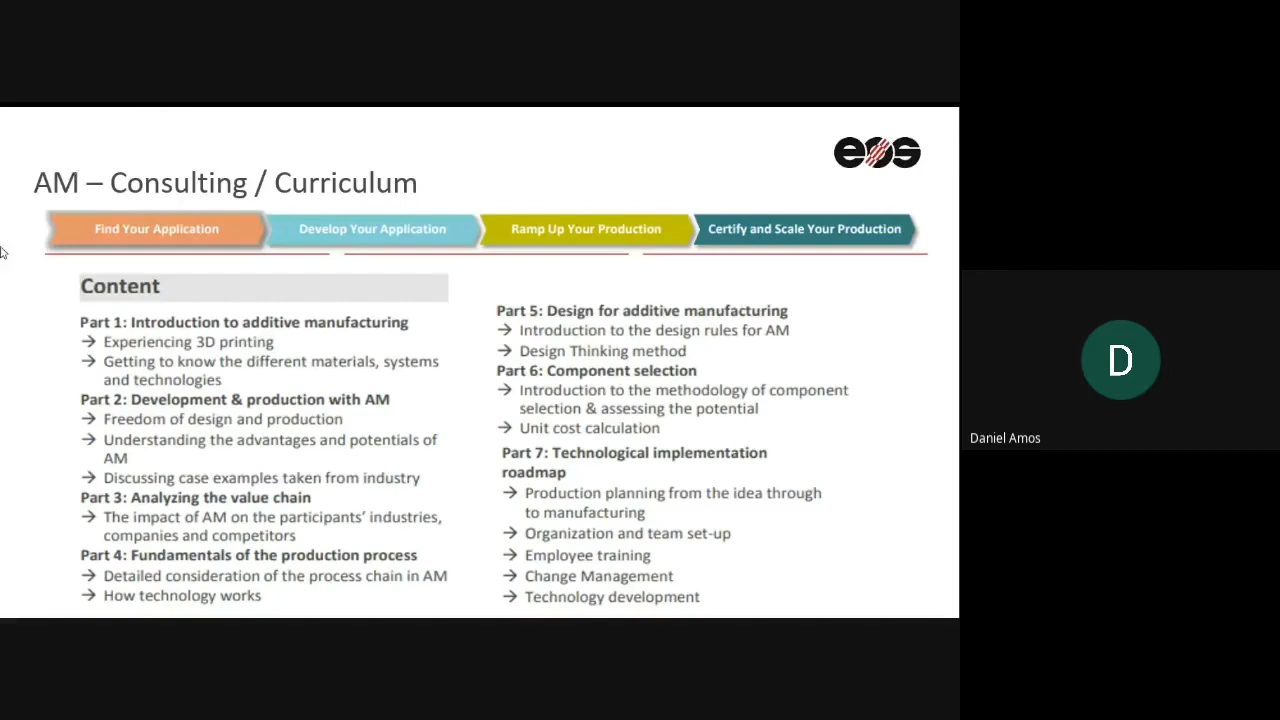 eos
AM – Consulting / Curriculum
Find Your Application
Develop Your Application
Ramp Up Your Production
Certify and Scale Your Production
Content
Part 1: Introduction to additive manufacturing
→ Experiencing 3D printing
→ Getting to know the different materials, systems
and technologies
Part 2: Development & production with AM
→ Freedom of design and production
→ Understanding the advantages and potentials of
AM
→ Discussing case examples taken from industry
Part 3: Analyzing the value chain
→ The impact of AM on the participants’ industries,
companies and competitors
Part 4: Fundamentals of the production process
→ Detailed consideration of the process chain in AM
→ How technology works
Part 5: Design for additive manufacturing
→ Introduction to the design rules for AM
→ Design Thinking method
Part 6: Component selection
→ Introduction to the methodology of component
selection & assessing the potential
→ Unit cost calculation
Part 7: Technological implementation
roadmap
→ Production planning from the idea through
to manufacturing
→ Organization and team set-up
→ Employee training
→ Change Management
→ Technology development
D
Daniel Amos